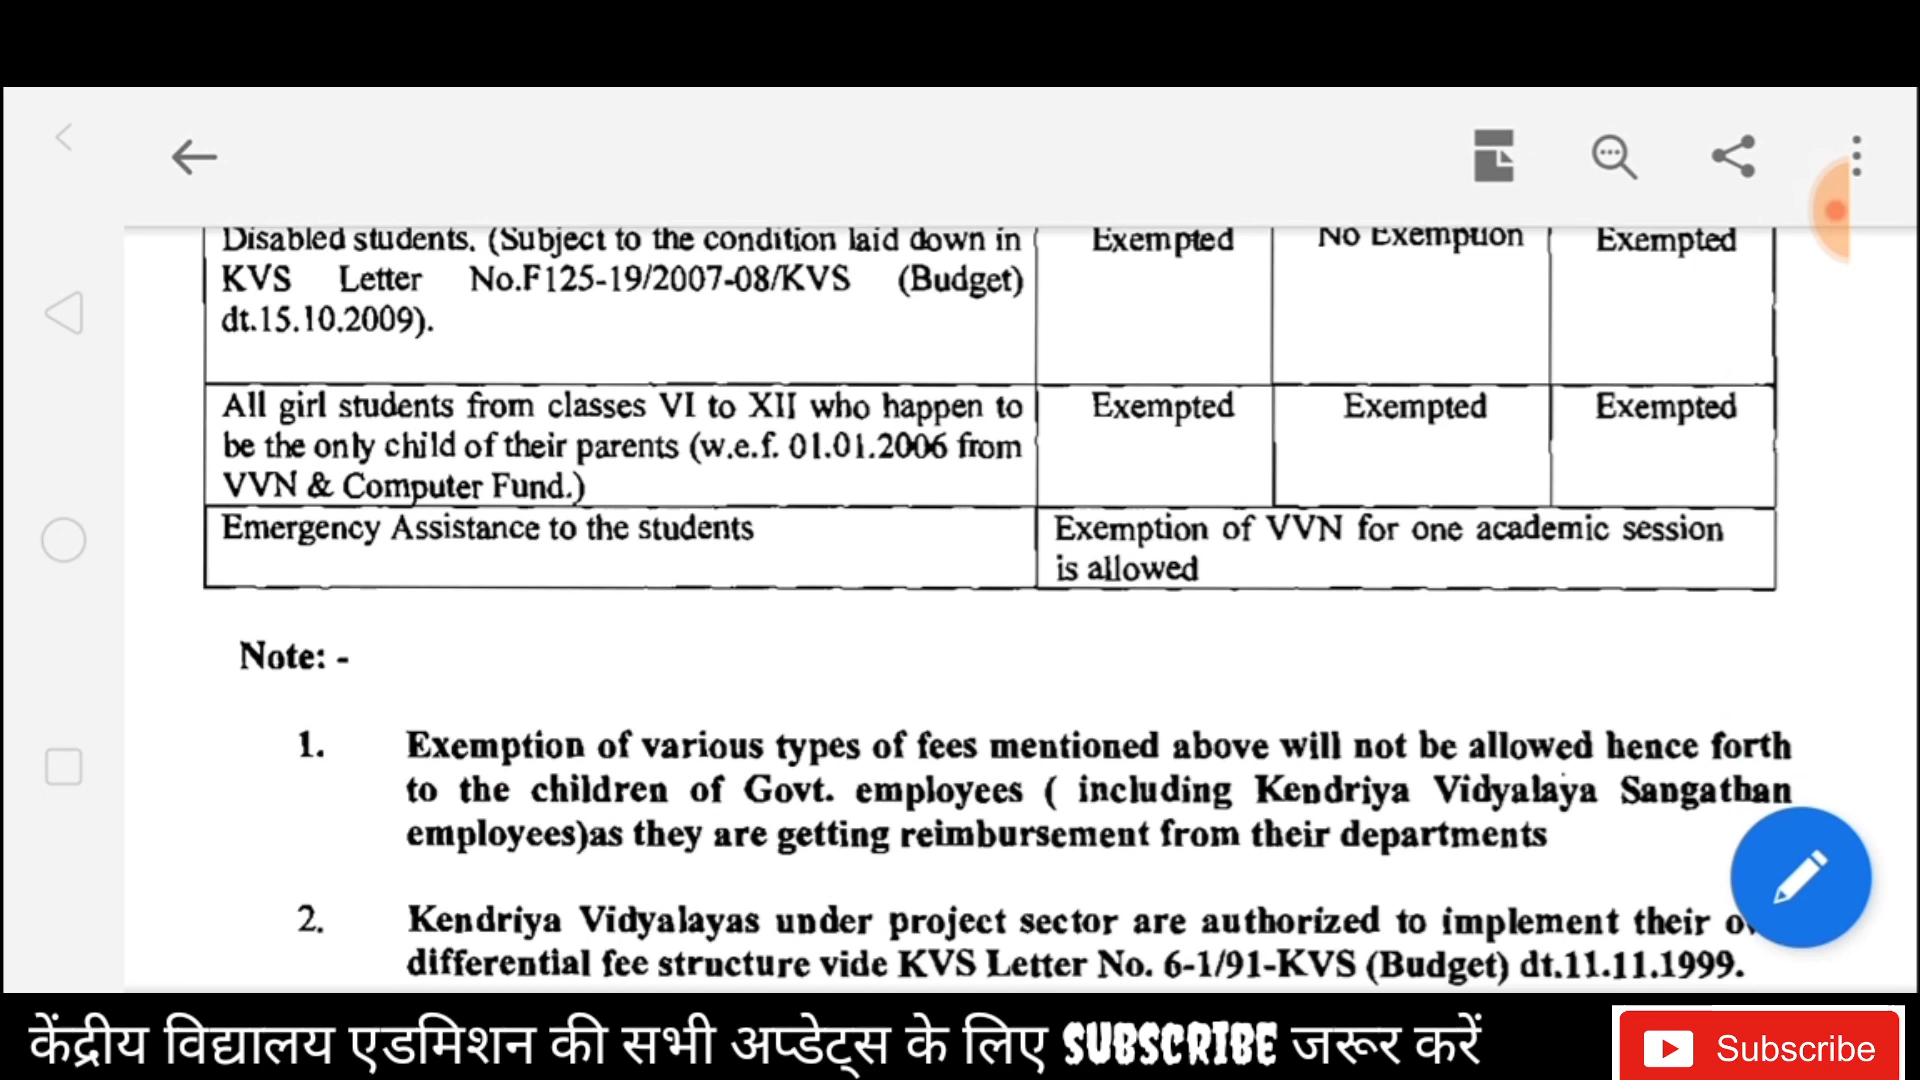 Disabled students. (Subject to the condition laid down in
KVS Letter No.F125-19/2007-08/KVS (Budget)
dt.15.10.2009).
Exempted
No Exemption
Exempted
All girl students from classes VI to XII who happen to
be the only child of their parents (w.e.f. 01.01.2006 from
VVN & Computer Fund.)
Exempted
Exempted
Exempted
Emergency Assistance to the students
Exemption of VVN for one academic session
is allowed
Note: -
1. Exemption of various types of fees mentioned above will not be allowed hence forth
to the children of Govt. employees ( including Kendriya Vidyalaya Sangathan
employees)as they are getting reimbursement from their departments
2. Kendriya Vidyalayas under project sector are authorized to implement their
differential fee structure vide KVS Letter No. 6-1/91-KVS (Budget) dt.11.11.1999.
केंद्रीय विद्यालय एडमिशन की सभी अप्डेट्स के लिए SUBSCRIBE जरूर करें
Subscribe